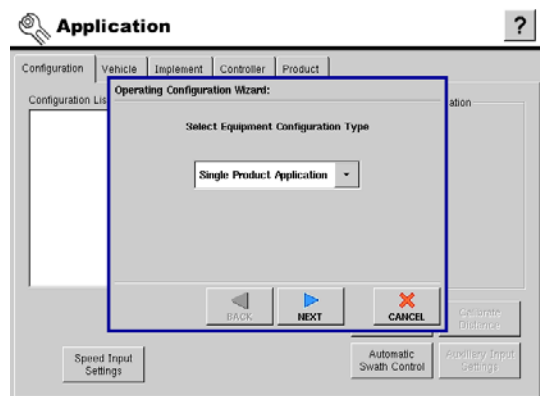 Application
?
Configuration Vehicle Implement Controller Product
Configuration Lis
ation
Operating Configuration Wizard:
Select Equipment Configuration Type
Single Product Application
BACK NEXT CANCEL
Calibrate
Distance
Speed Input
Settings
Automatic
Swath Control
Auxiliary Input
Settings